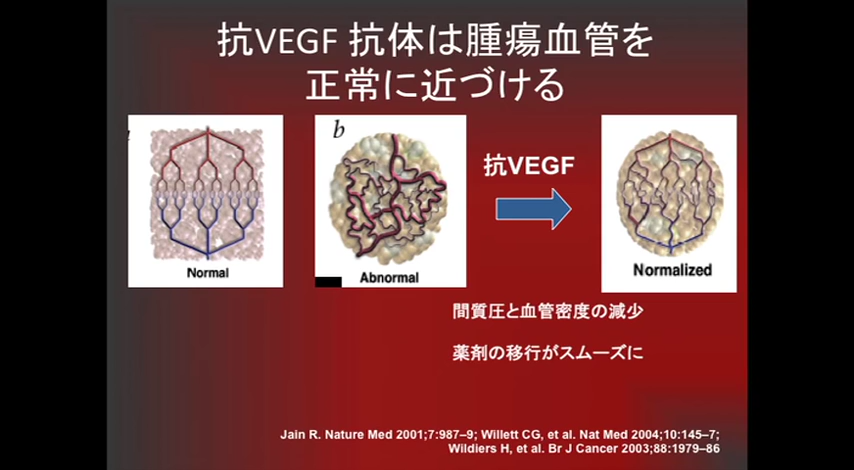 抗VEGF 抗体は腫瘍血管を
正常に近づける
b
抗VEGF
Normal
Abnormal
Normalized
間質圧と血管密度の減少
薬剤の移行がスムーズに
Jain R. Nature Med 2001;7:987–9; Willett CG, et al. Nat Med 2004;10:145–7;
Wildiers H, et al. Br J Cancer 2003;88:1979–86